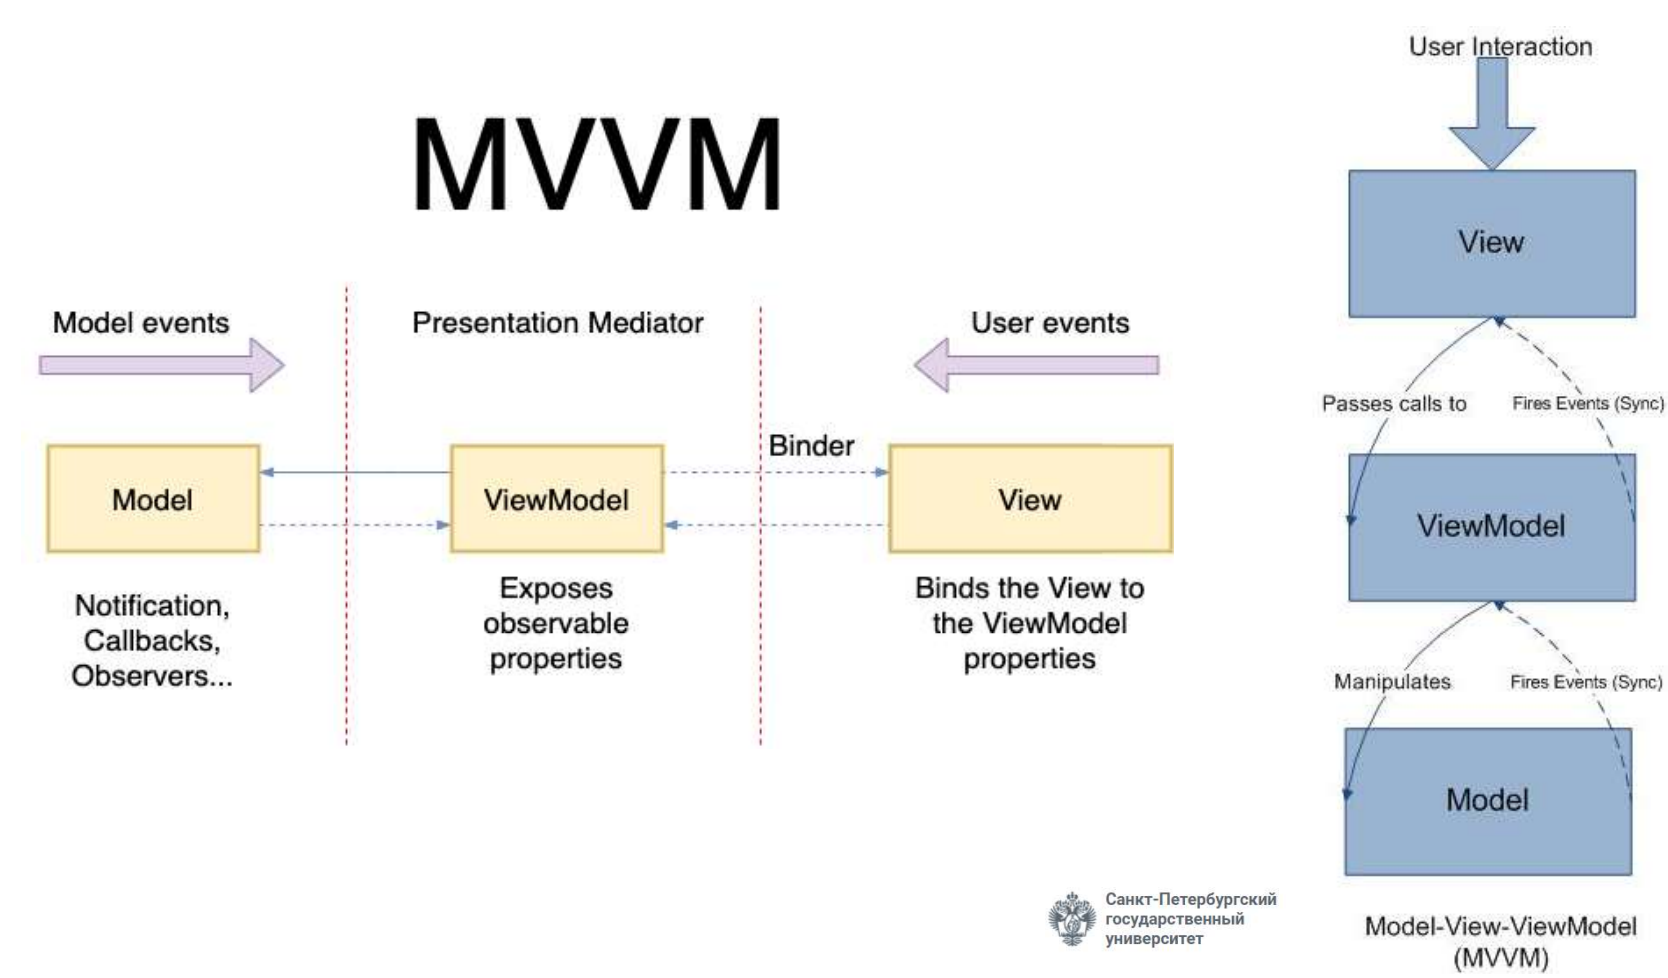 MVVM
Model events
Presentation Mediator
User events
Binder
Model
ViewModel
View
Notification,
Callbacks,
Observers...
Exposes
observable
properties
Binds the View to
the ViewModel
properties
User Interaction
View
Passes calls to
Fires Events (Sync)
ViewModel
Manipulates
Fires Events (Sync)
Model
Model-View-ViewModel
(MVVM)
Санкт-Петербургский
государственный
университет